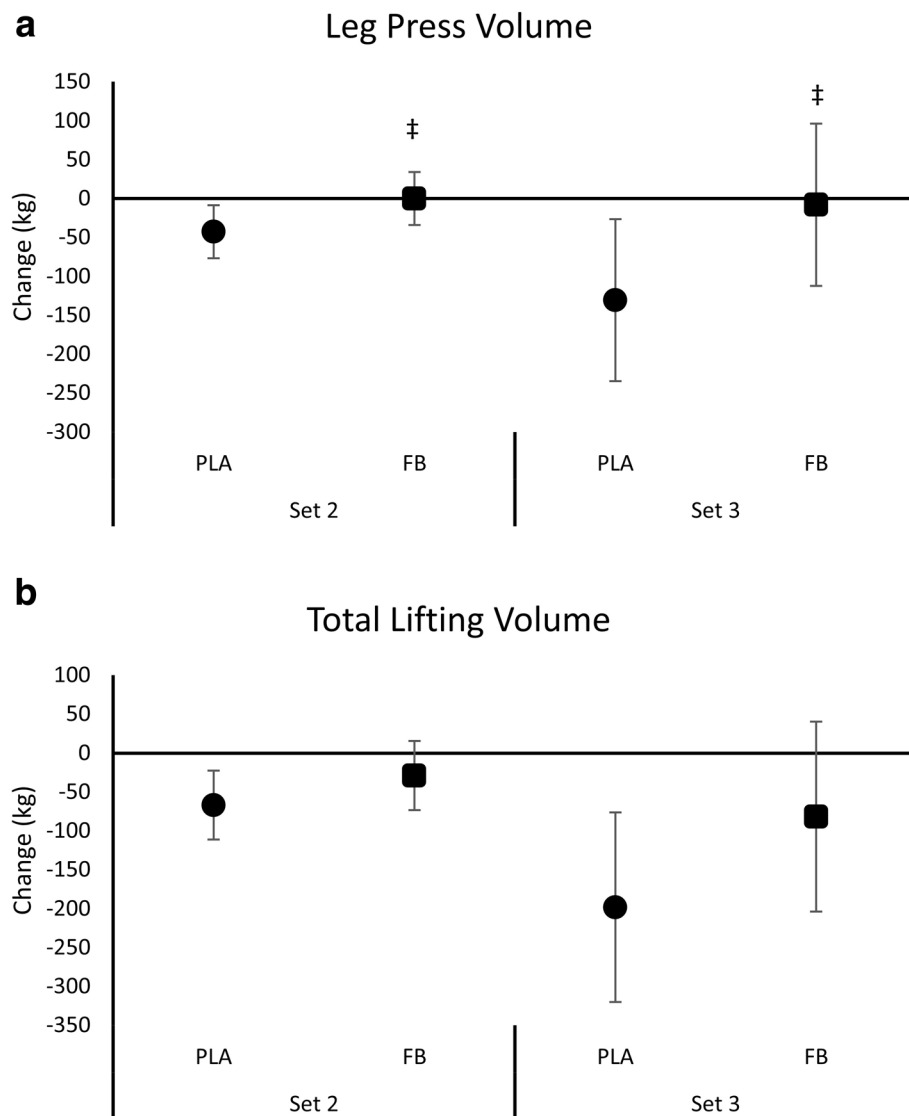 a
Leg Press Volume
150
100
50
0
-50
-100
-150
-200
-250
-300
Change (kg)
‡
‡
PLA FB PLA FB
Set 2 Set 3
b
Total Lifting Volume
100
50
0
-50
-100
-150
-200
-250
-300
-350
Change (kg)
PLA FB PLA FB
Set 2 Set 3